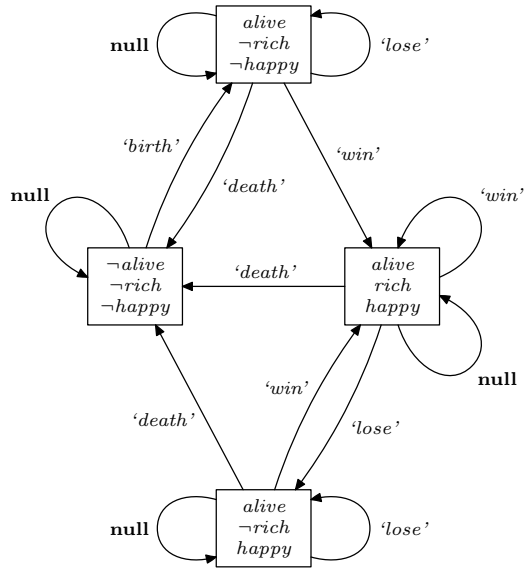 alive
¬rich
¬happy
null
‘lose’
‘birth’
‘win’
‘death’
null
‘win’
¬alive
¬rich
¬happy
‘death’
alive
rich
happy
null
‘win’
‘death’
‘lose’
alive
¬rich
happy
null
‘lose’